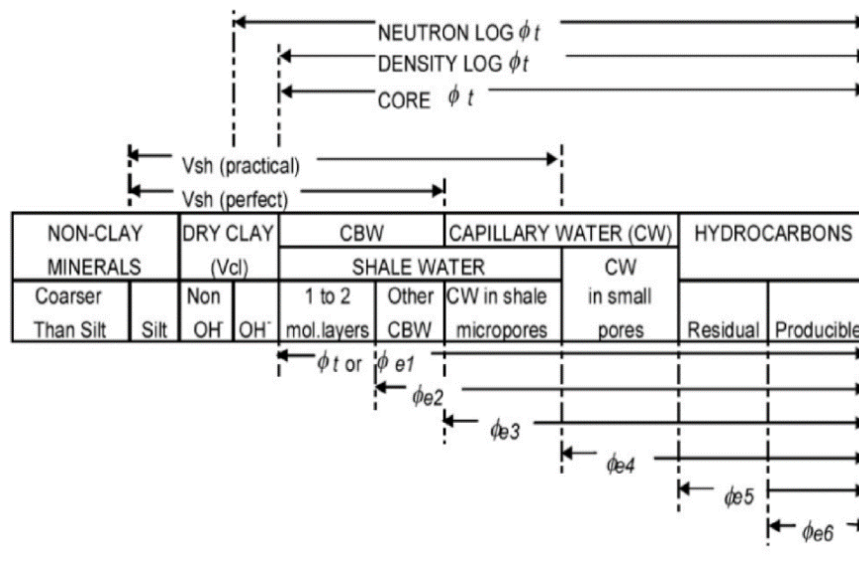 NEUTRON LOG ϕt
DENSITY LOG ϕt
CORE ϕ t
Vsh (practical)
Vsh (perfect)
NON-CLAY MINERALS
DRY CLAY (Vcl)
CBW
CAPILLARY WATER (CW)
HYDROCARBONS
SHALE WATER
CW in small pores
Coarser Than Silt
Silt
Non OH⁻
OH⁻
1 to 2 mol.layers
Other CBW
CW in shale micropores
Residual
Producible
ϕt or ϕe1
ϕe2
ϕe3
ϕe4
ϕe5
ϕe6